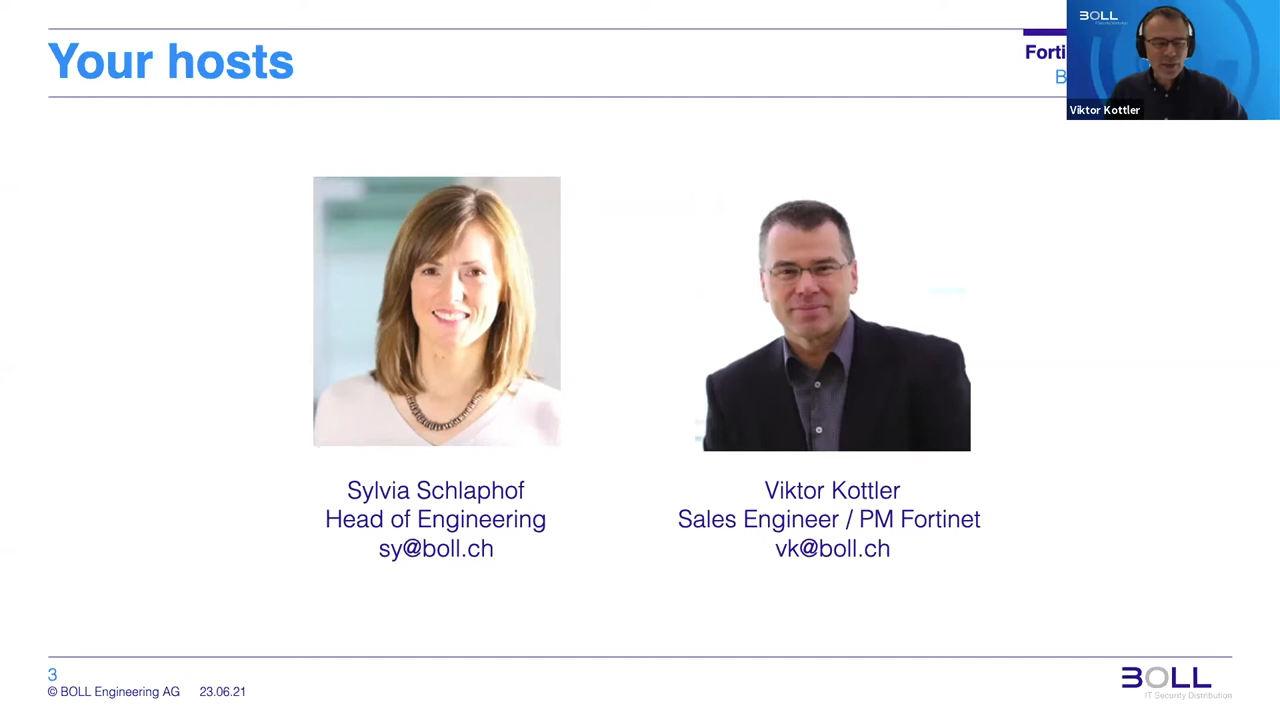 Your hosts
Forti
B
BOLL
Viktor Kottler
Sylvia Schlaphof
Head of Engineering
sy@boll.ch
Viktor Kottler
Sales Engineer / PM Fortinet
vk@boll.ch
3
© BOLL Engineering AG 23.06.21
BOLL
IT Security Distribution